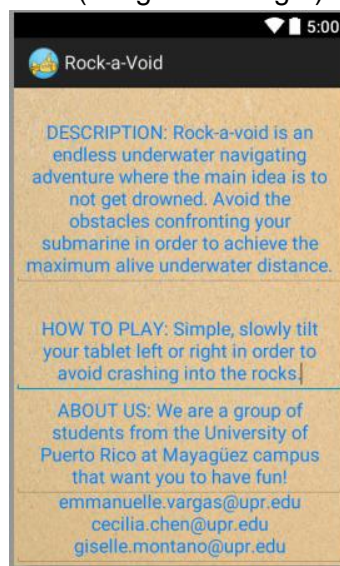 5:00
Rock-a-Void
DESCRIPTION: Rock-a-void is an
endless underwater navigating
adventure where the main idea is to
not get drowned. Avoid the
obstacles confronting your
submarine in order to achieve the
maximum alive underwater distance.
HOW TO PLAY: Simple, slowly tilt
your tablet left or right in order to
avoid crashing into the rocks.
ABOUT US: We are a group of
students from the University of
Puerto Rico at Mayagüez campus
that want you to have fun!
emmanuelle.vargas@upr.edu
cecilia.chen@upr.edu
giselle.montano@upr.edu